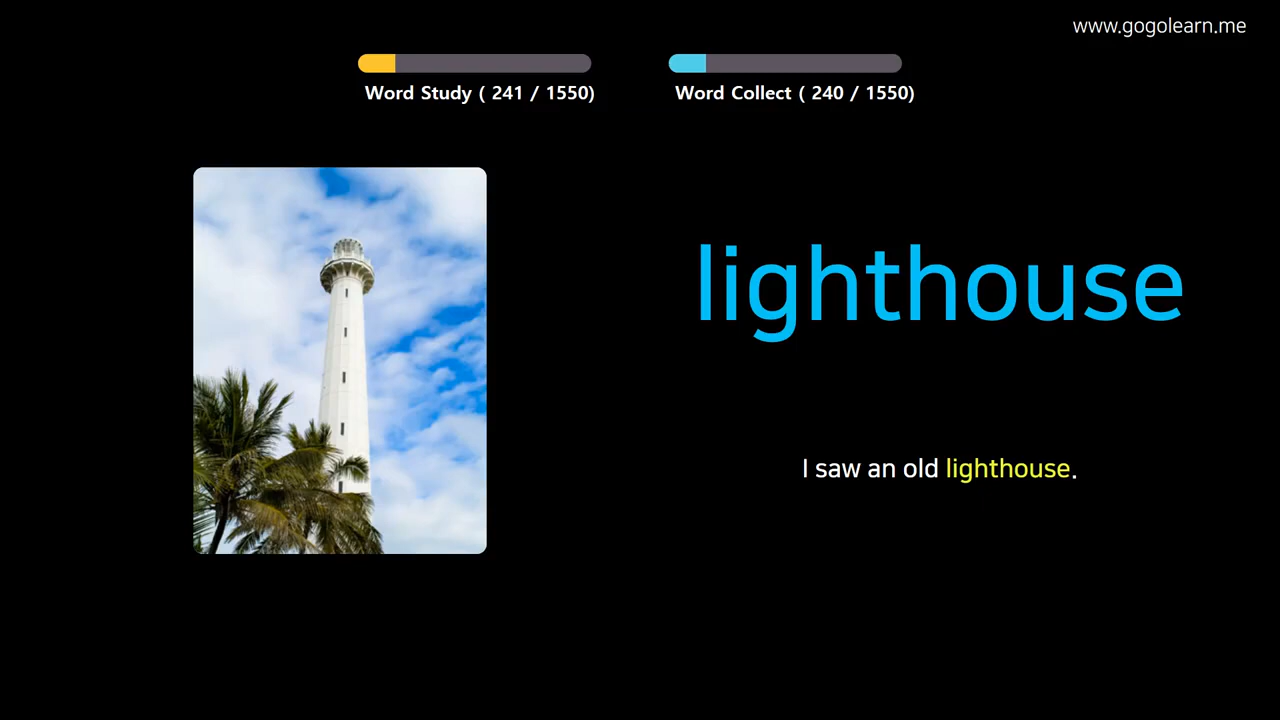 www.gogolearn.me
Word Study ( 241 / 1550)
Word Collect ( 240 / 1550)
lighthouse
I saw an old lighthouse.